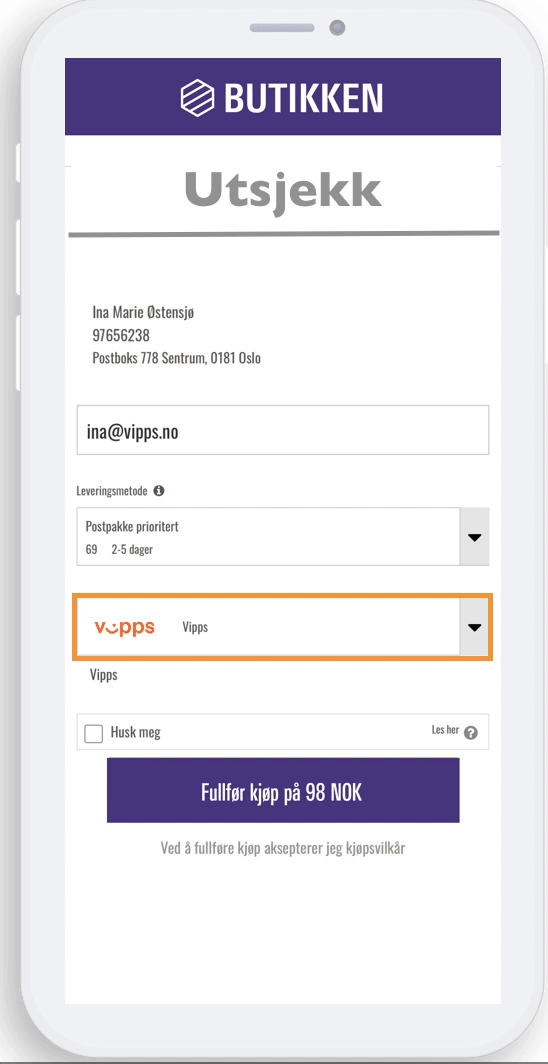 BUTIKKEN
Utsjekk
Ina Marie Østensjø
97656238
Postboks 778 Sentrum, 0181 Oslo
ina@vipps.no
Leveringsmetode
Postpakke prioritert
69 2-5 dager
vipps Vipps
Vipps
Husk meg Les her
Fullfør kjøp på 98 NOK
Ved å fullføre kjøp aksepterer jeg kjøpsvilkår